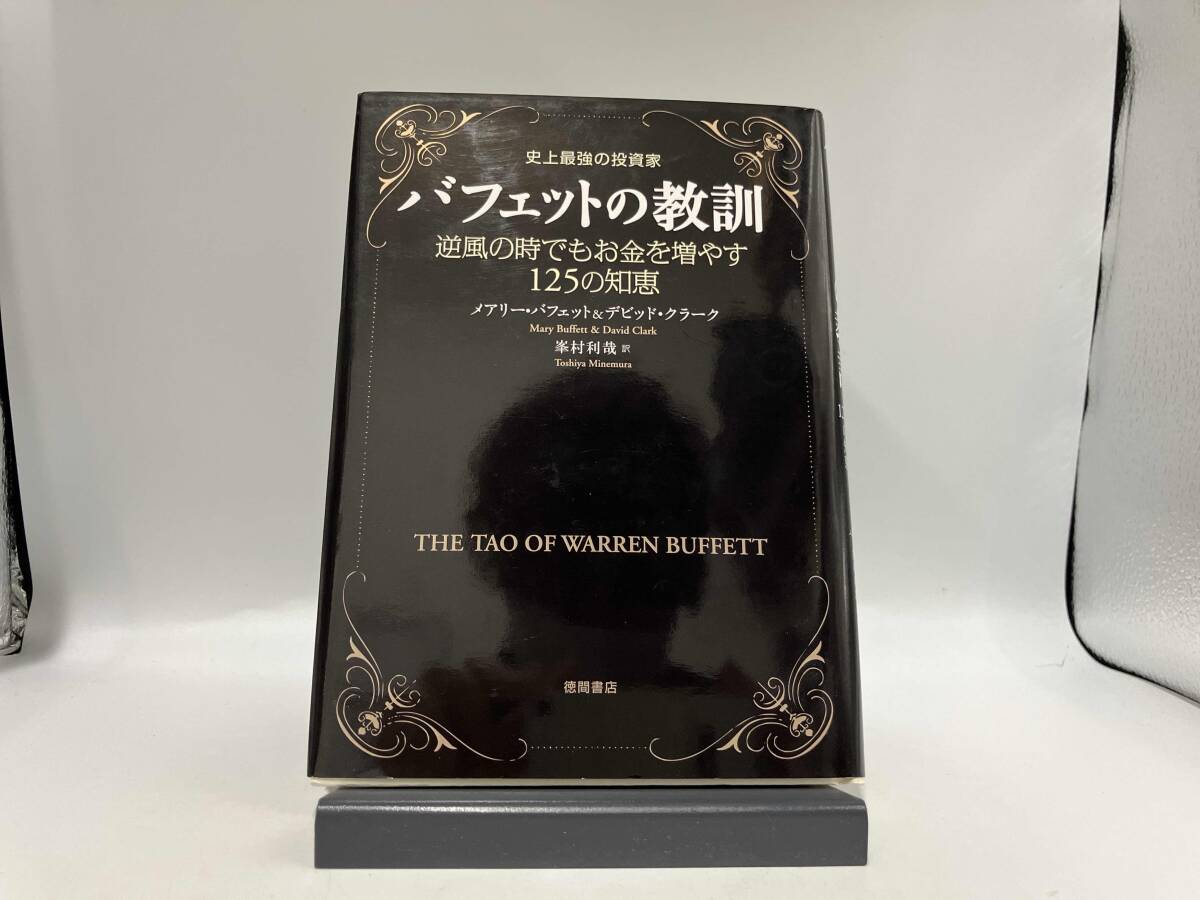 史上最強の投資家
バフェットの教訓
逆風の時でもお金を増やす
125の知恵
メアリー・バフェット&デビッド・クラーク
Mary Buffett & David Clark
峯村利哉 訳
Toshiya Minemura
THE TAO OF WARREN BUFFETT
徳間書店